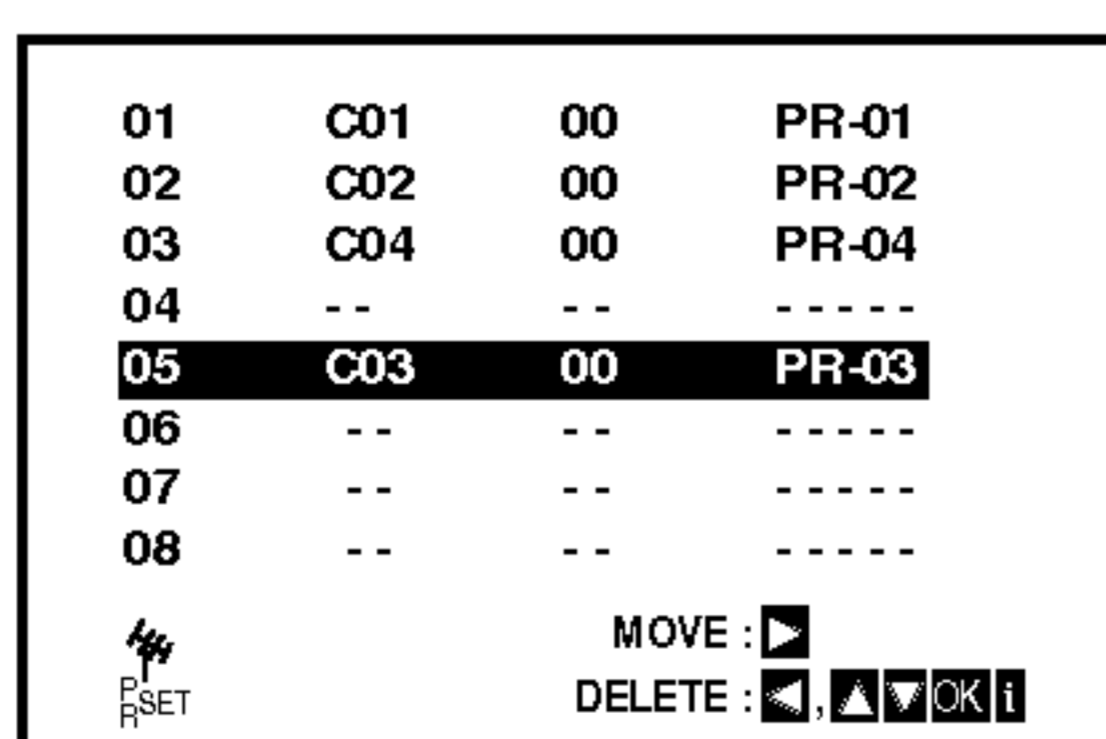 01 C01 00 PR-01
02 C02 00 PR-02
03 C04 00 PR-04
04 -- -- -----
05 C03 00 PR-03
06 -- -- -----
07 -- -- -----
08 -- -- -----
MOVE : ▷
PR SET DELETE : ◁ , △ ▽ OK i